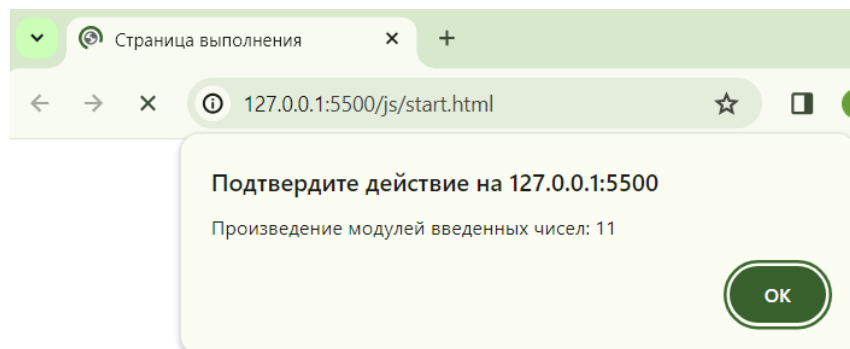 Страница выполнения
127.0.0.1:5500/js/start.html
Подтвердите действие на 127.0.0.1:5500
Произведение модулей введенных чисел: 11
ОК